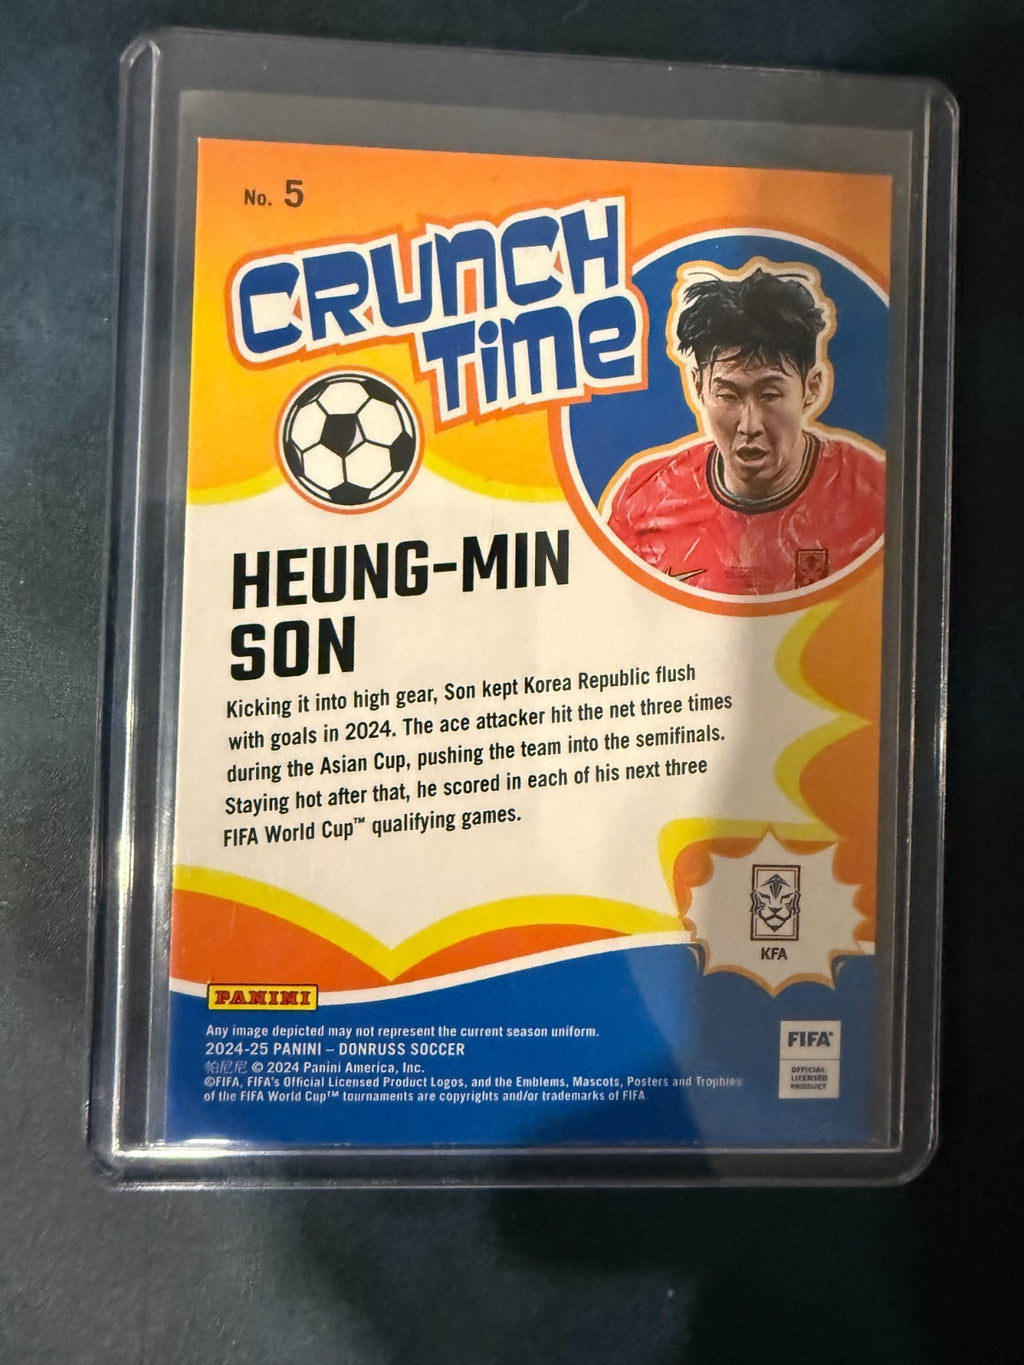 No. 5
CRUNCH
TIME
HEUNG-MIN
SON
Kicking it into high gear, Son kept Korea Republic flush
with goals in 2024. The ace attacker hit the net three times
during the Asian Cup, pushing the team into the semifinals.
Staying hot after that, he scored in each of his next three
FIFA World Cup™ qualifying games.
KFA
PANINI
Any image depicted may not represent the current season uniform.
2024-25 PANINI – DONRUSS SOCCER
帕尼尼 © 2024 Panini America, Inc.
©FIFA, FIFA's Official Licensed Product Logos, and the Emblems, Mascots, Posters and Trophies
of the FIFA World Cup™ tournaments are copyrights and/or trademarks of FIFA.
FIFA®
OFFICIAL
LICENSED
PRODUCT